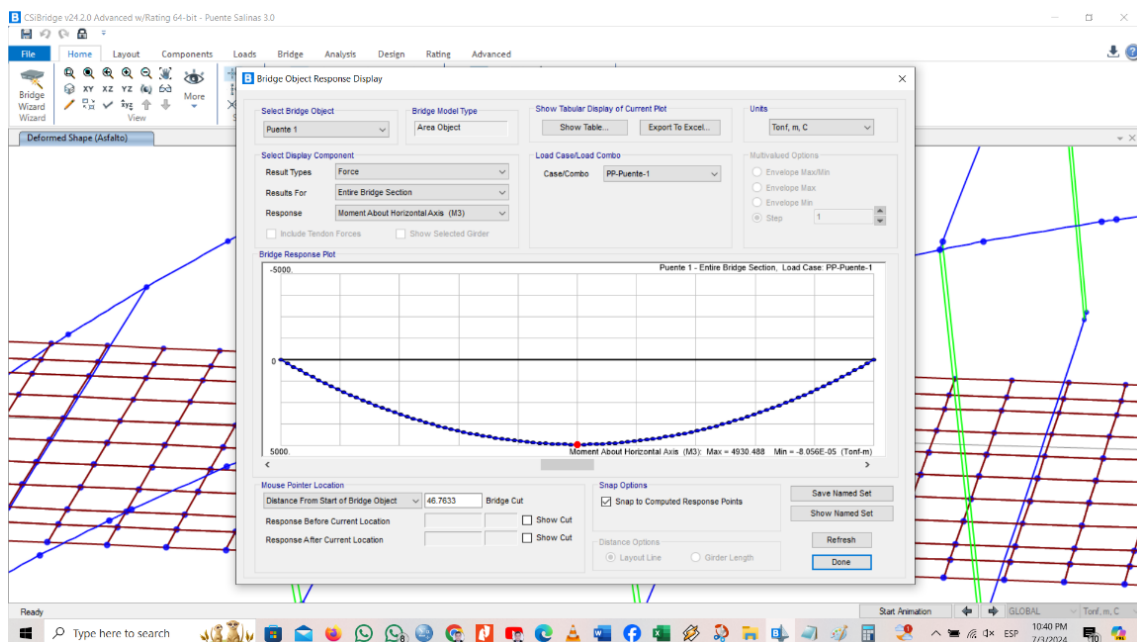 CSiBridge v24.2.0 Advanced w/Rating 64-bit - Puente Salinas 3.0
File Home Layout Components Loads Bridge Analysis Design Rating Advanced
XY XZ YZ
Bridge Wizard
More
Wizard
View
Deformed Shape (Asfalto)
Bridge Object Response Display
Select Bridge Object
Puente 1
Bridge Model Type
Area Object
Show Tabular Display of Current Plot
Show Table...
Export To Excel...
Units
Tonf, m, C
Select Display Component
Result Types Force
Results For Entire Bridge Section
Response Moment About Horizontal Axis (M3)
Include Tendon Forces
Show Selected Girder
Load Case/Load Combo
Case/Combo PP-Puente-1
Multivalued Options
Envelope Max/Min
Envelope Max
Envelope Min
Step 1
Bridge Response Plot
-5000.
Puente 1 - Entire Bridge Section, Load Case: PP-Puente-1
0
5000.
Moment About Horizontal Axis (M3): Max = 4930.488 Min = -8.056E-05 (Tonf-m)
Mouse Pointer Location
Distance From Start of Bridge Object 46.7633 Bridge Cut
Response Before Current Location Show Cut
Response After Current Location Show Cut
Snap Options
Snap to Computed Response Points
Distance Options
Layout Line Girder Length
Save Named Set
Show Named Set
Refresh
Done
Ready
Start Animation GLOBAL Tonf, m, C
Type here to search
ESP
10:40 PM
7/3/2024